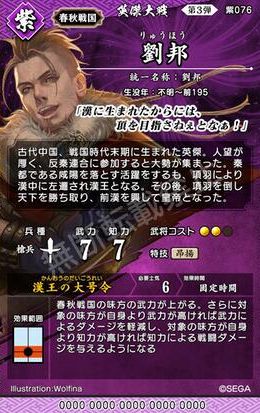 紫
春秋戦国
英傑大戦
第3弾
紫076
りゅうほう
劉邦
統一名称：劉邦
生没年：不明～前195
「漢に生まれたからには、
頂を目指さねぇとなぁ！」
古代中国、戦国時代末期に生まれた英傑。人望が
厚く、反秦連合に参加すると大勢が集まった。秦
都である咸陽を落とす活躍をするも、項羽により
漢中に左遷され漢王となる。その後、項羽を倒し
天下を勝ち取り、前漢を興して皇帝となった。
兵種
武力
知力
武将コスト
槍兵
7
7
特技
昂揚
かんおうのだいごうれい
必要士気
効果時間
漢王の大号令
6
固定時間
効果範囲
春秋戦国の味方の武力が上がる。さらに対
象の味方が自身より武力が高ければ武力に
よるダメージを軽減し、対象の味方が自身
より知力が高ければ知力による戦闘ダメー
ジを与えるようになる
Illustration:Wolfina
©SEGA
0000-0000-0000-0000-0000